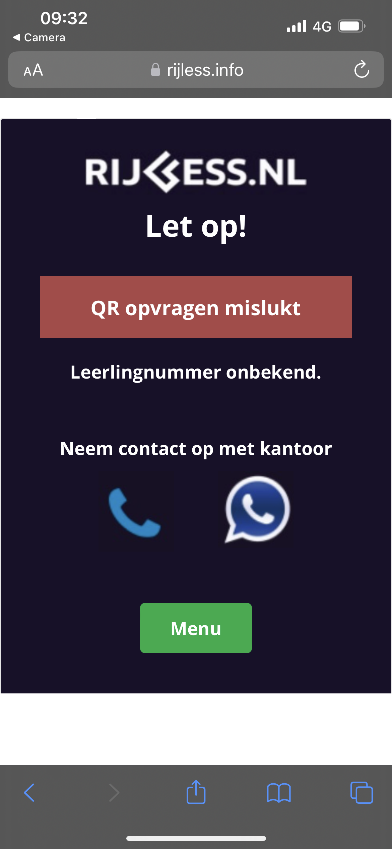 09:32
4G
◀ Camera
AA
rijless.info
RIJLESS.NL
Let op!
QR opvragen mislukt
Leerlingnummer onbekend.
Neem contact op met kantoor
Menu